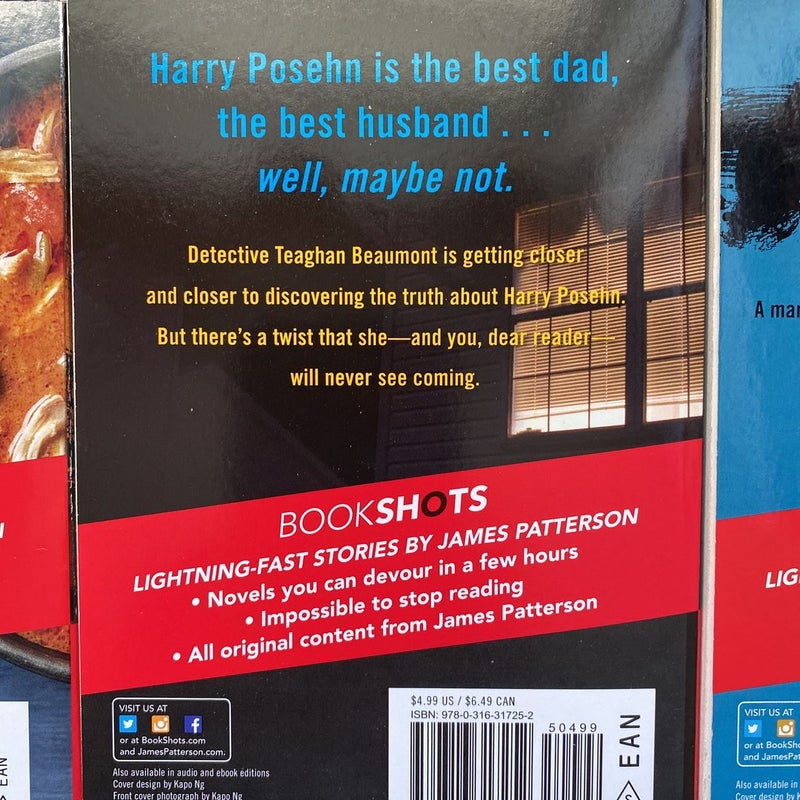 Harry Posehn is the best dad,
the best husband . . .
well, maybe not.
Detective Teaghan Beaumont is getting closer
and closer to discovering the truth about Harry Posehn.
But there's a twist that she—and you, dear reader—
will never see coming.
BOOKSHOTS
LIGHTNING-FAST STORIES BY JAMES PATTERSON
• Novels you can devour in a few hours
• Impossible to stop reading
• All original content from James Patterson
VISIT US AT
or at BookShots.com
and JamesPatterson.com.
Also available in audio and ebook editions
Cover design by Kapo Ng
Front cover photograph by Kapo Ng
$4.99 US / $6.49 CAN
ISBN: 978-0-316-31725-2
50499
EAN
EAN
A
LIG
VISIT US AT
or at BookSh
and JamesPat
Also available in
Cover design by K